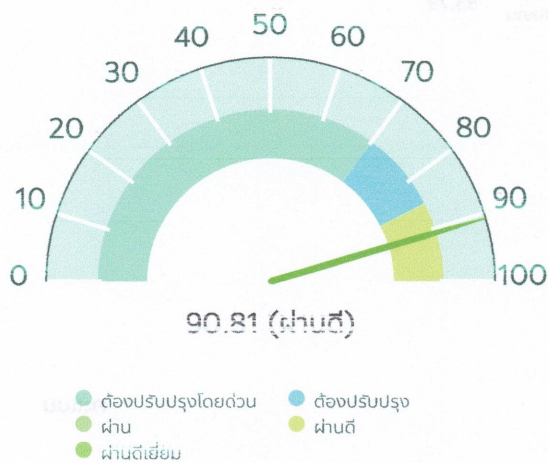 50
40 60
30 70
20 80
10 90
0 100
90.81 (ผ่านดี)
ต้องปรับปรุงโดยด่วน ต้องปรับปรุง
ผ่าน ผ่านดี
ผ่านดีเยี่ยม